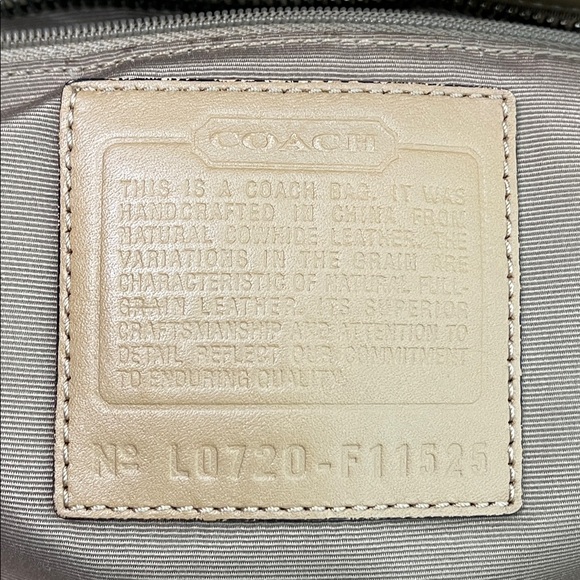 COACH
THIS IS A COACH BAG. IT WAS
HANDCRAFTED IN CHINA FROM
NATURAL COWHIDE LEATHER. THE
VARIATIONS IN THE GRAIN ARE
CHARACTERISTIC OF NATURAL FULL-
GRAIN LEATHER. ITS SUPERIOR
CRAFTSMANSHIP AND ATTENTION TO
DETAIL REFLECT OUR COMMITMENT
TO ENDURING QUALITY.
Nº L0720-F11525